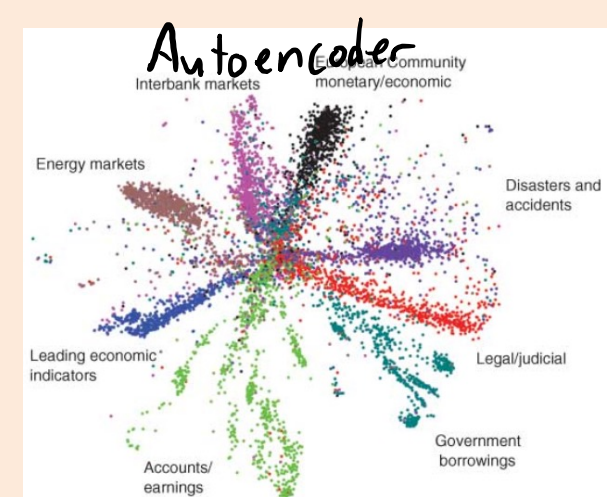 Autoencoder
European Community
monetary/economic
Interbank markets
Energy markets
Disasters and
accidents
Leading economic
indicators
Legal/judicial
Government
borrowings
Accounts/
earnings